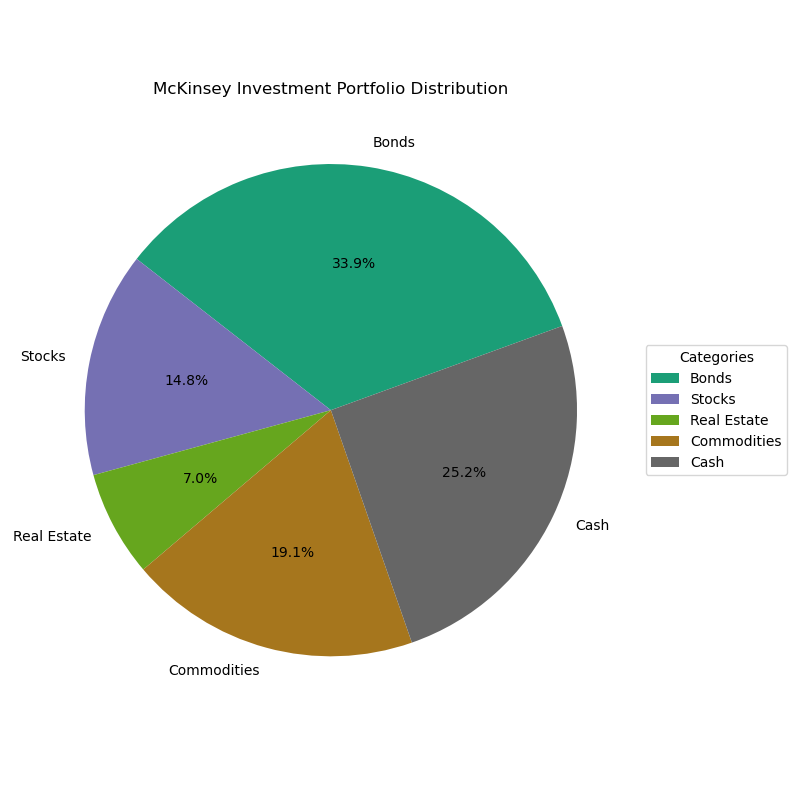 McKinsey Investment Portfolio Distribution
Bonds
33.9%
Stocks
14.8%
Real Estate
7.0%
Commodities
19.1%
Cash
25.2%
Categories
Bonds
Stocks
Real Estate
Commodities
Cash